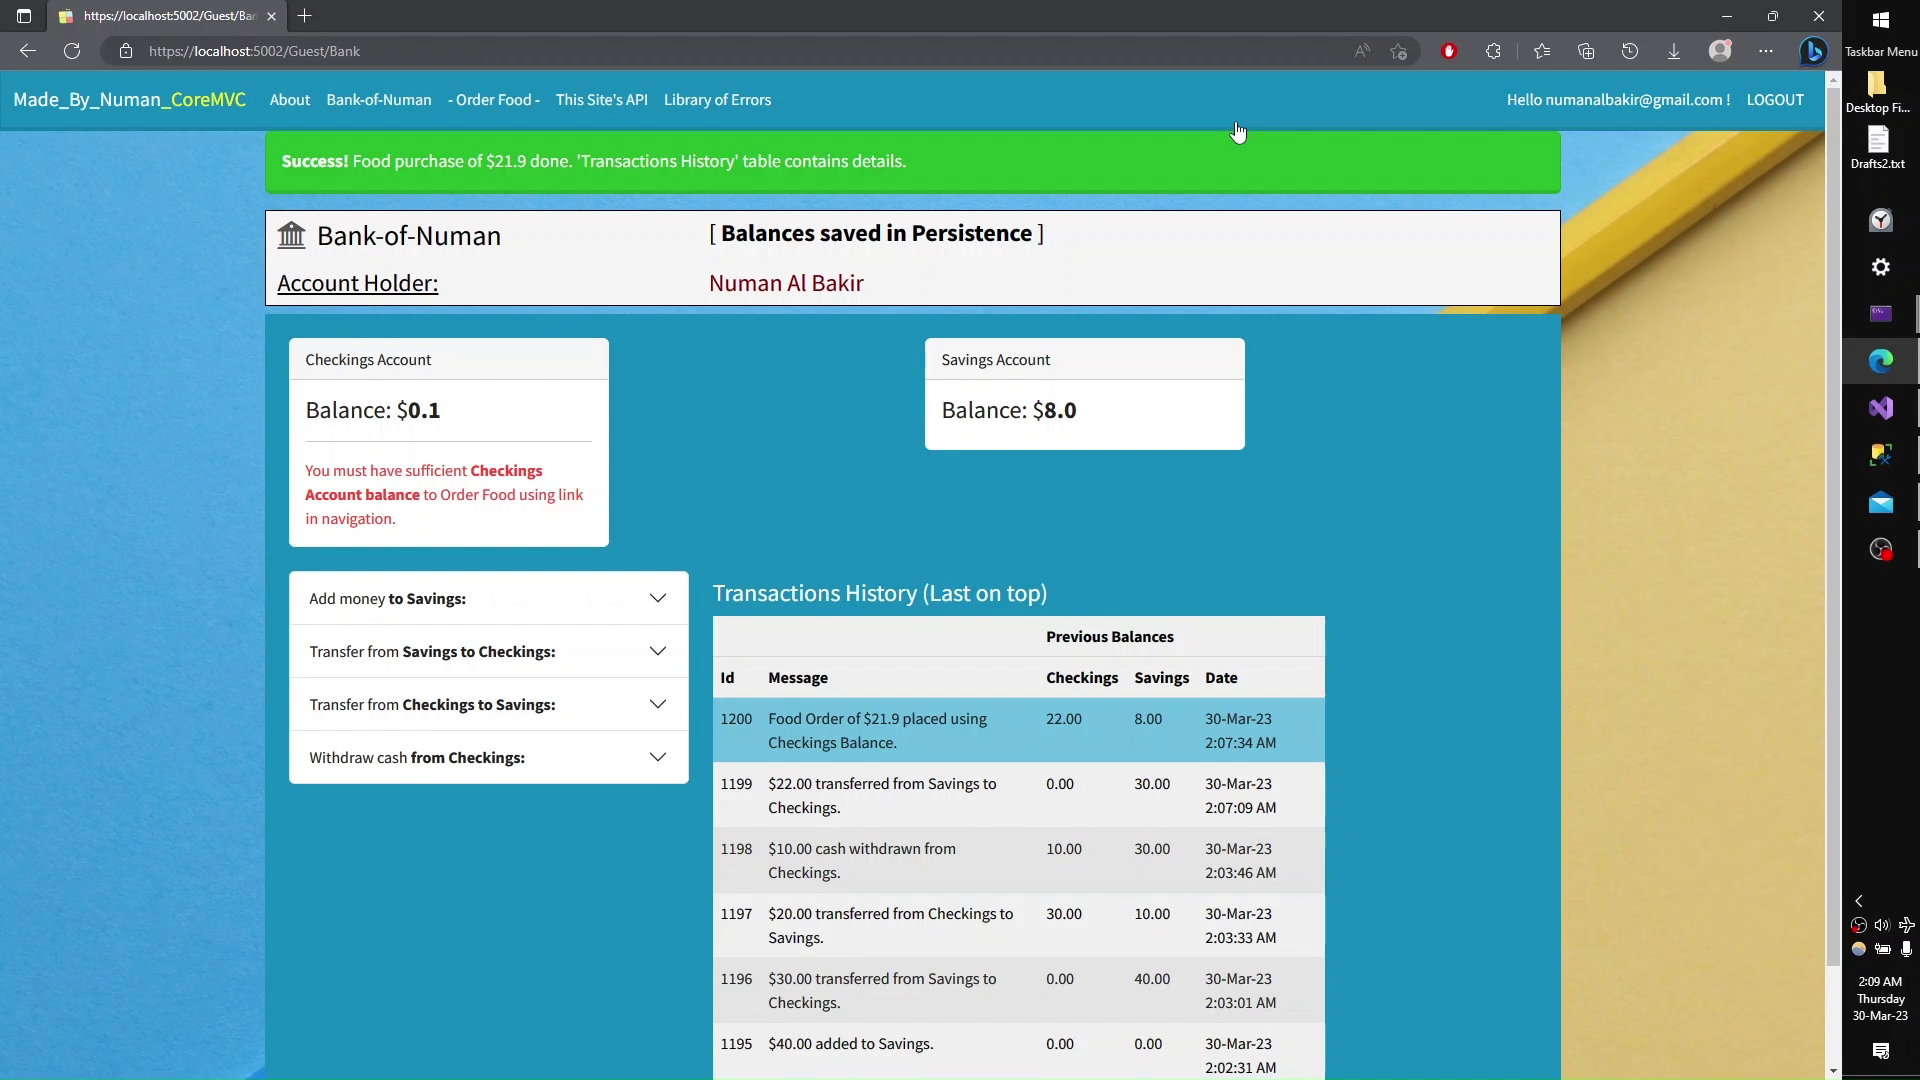 https://localhost:5002/Guest/Ban
https://localhost:5002/Guest/Bank
Taskbar Menu
Made_By_Numan_CoreMVC About Bank-of-Numan - Order Food - This Site's API Library of Errors Hello numanalbakir@gmail.com ! LOGOUT
Desktop Fi...
Drafts2.txt
Success! Food purchase of $21.9 done. 'Transactions History' table contains details.
Bank-of-Numan [ Balances saved in Persistence ]
Account Holder: Numan Al Bakir
Checkings Account
Balance: $0.1
You must have sufficient Checkings
Account balance to Order Food using link
in navigation.
Savings Account
Balance: $8.0
Add money to Savings:
Transfer from Savings to Checkings:
Transfer from Checkings to Savings:
Withdraw cash from Checkings:
Transactions History (Last on top)
Previous Balances
Id Message Checkings Savings Date
1200 Food Order of $21.9 placed using 22.00 8.00 30-Mar-23
Checkings Balance. 2:07:34 AM
1199 $22.00 transferred from Savings to 0.00 30.00 30-Mar-23
Checkings. 2:07:09 AM
1198 $10.00 cash withdrawn from 10.00 30.00 30-Mar-23
Checkings. 2:03:46 AM
1197 $20.00 transferred from Checkings to 30.00 10.00 30-Mar-23
Savings. 2:03:33 AM
1196 $30.00 transferred from Savings to 0.00 40.00 30-Mar-23
Checkings. 2:03:01 AM
1195 $40.00 added to Savings. 0.00 0.00 30-Mar-23
2:02:31 AM
2:09 AM
Thursday
30-Mar-23